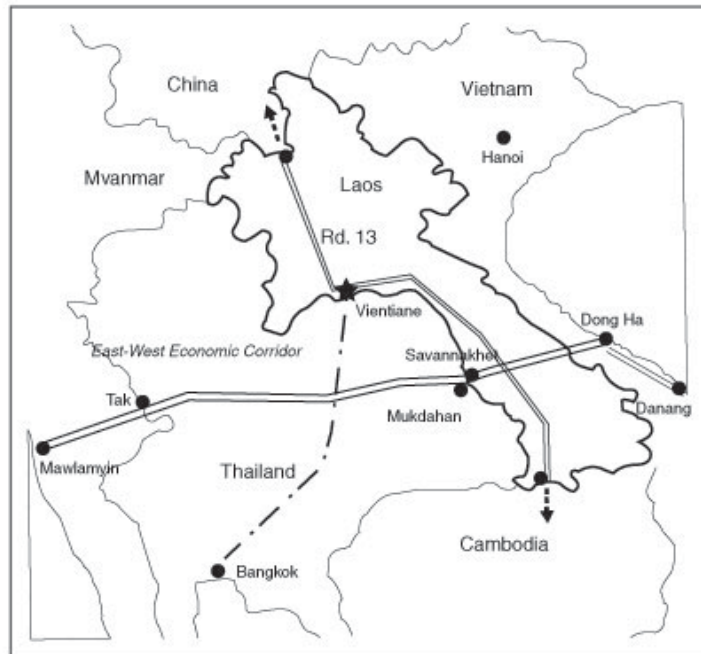 China
Vietnam
Hanoi
Mvanmar
Laos
Rd. 13
Vientiane
Dong Ha
East-West Economic Corridor
Savannakhet
Tak
Mukdahan
Danang
Mawlamyin
Thailand
Cambodia
Bangkok